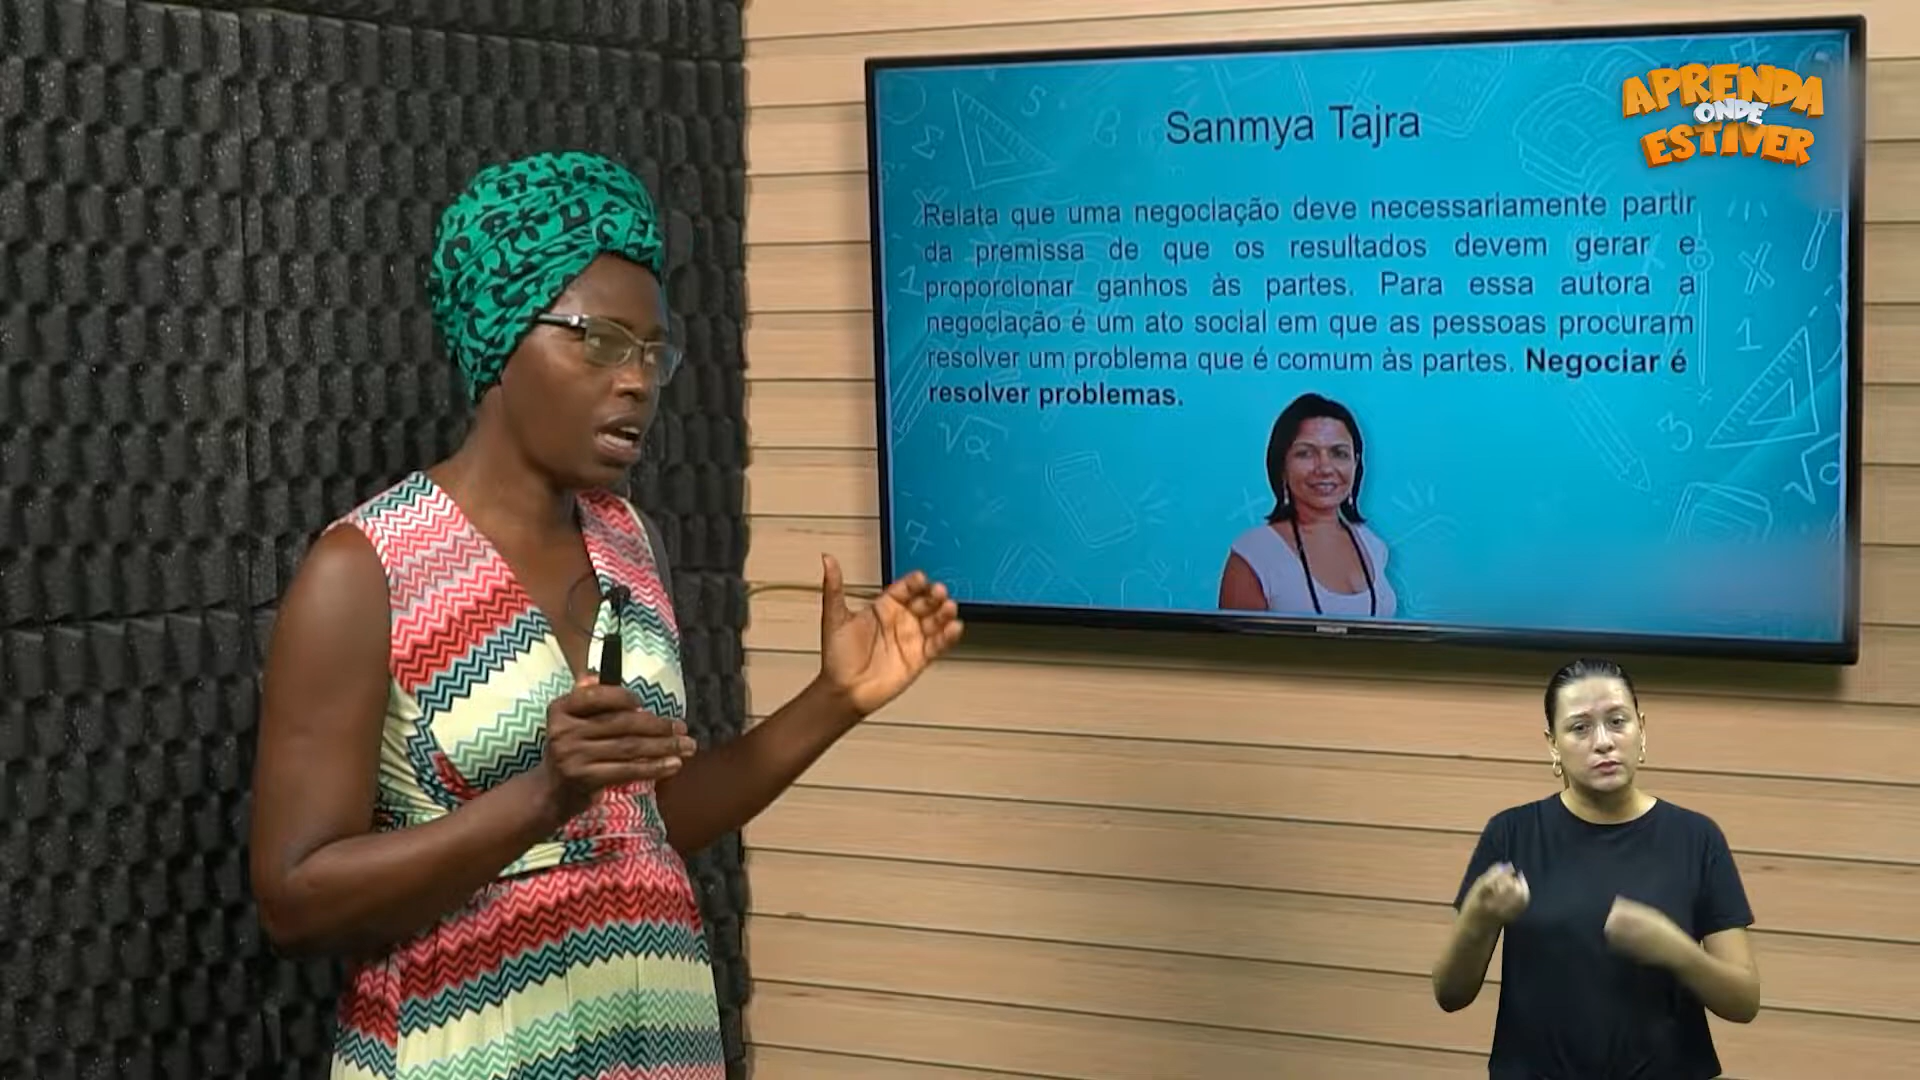 APRENDA
ONDE
ESTIVER
Sanmya Tajra
Relata que uma negociação deve necessariamente partir
da premissa de que os resultados devem gerar e
proporcionar ganhos às partes. Para essa autora a
negociação é um ato social em que as pessoas procuram
resolver um problema que é comum às partes. Negociar é
resolver problemas.
PHILIPS